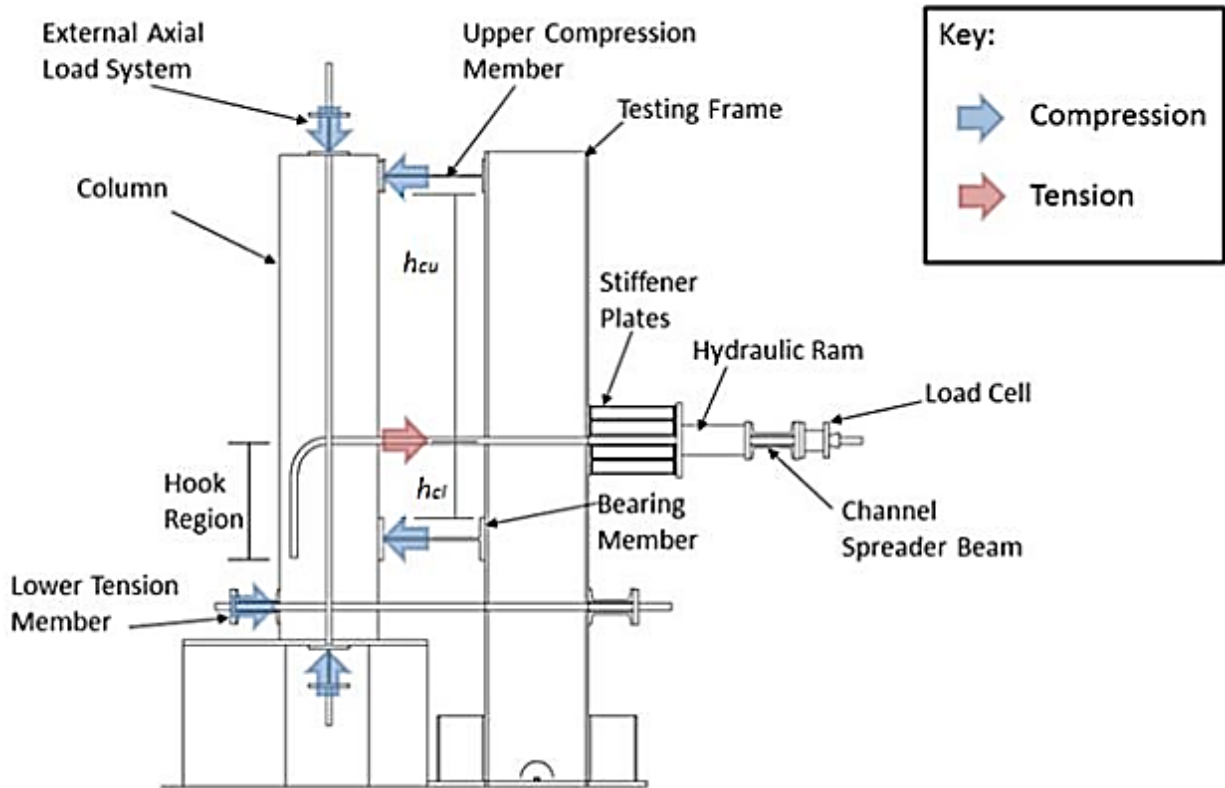 External Axial
Load System
Upper Compression
Member
Testing Frame
Key:
Compression
Tension
Column
hcu
Stiffener
Plates
Hydraulic Ram
Load Cell
Hook
Region
hcl
Bearing
Member
Channel
Spreader Beam
Lower Tension
Member